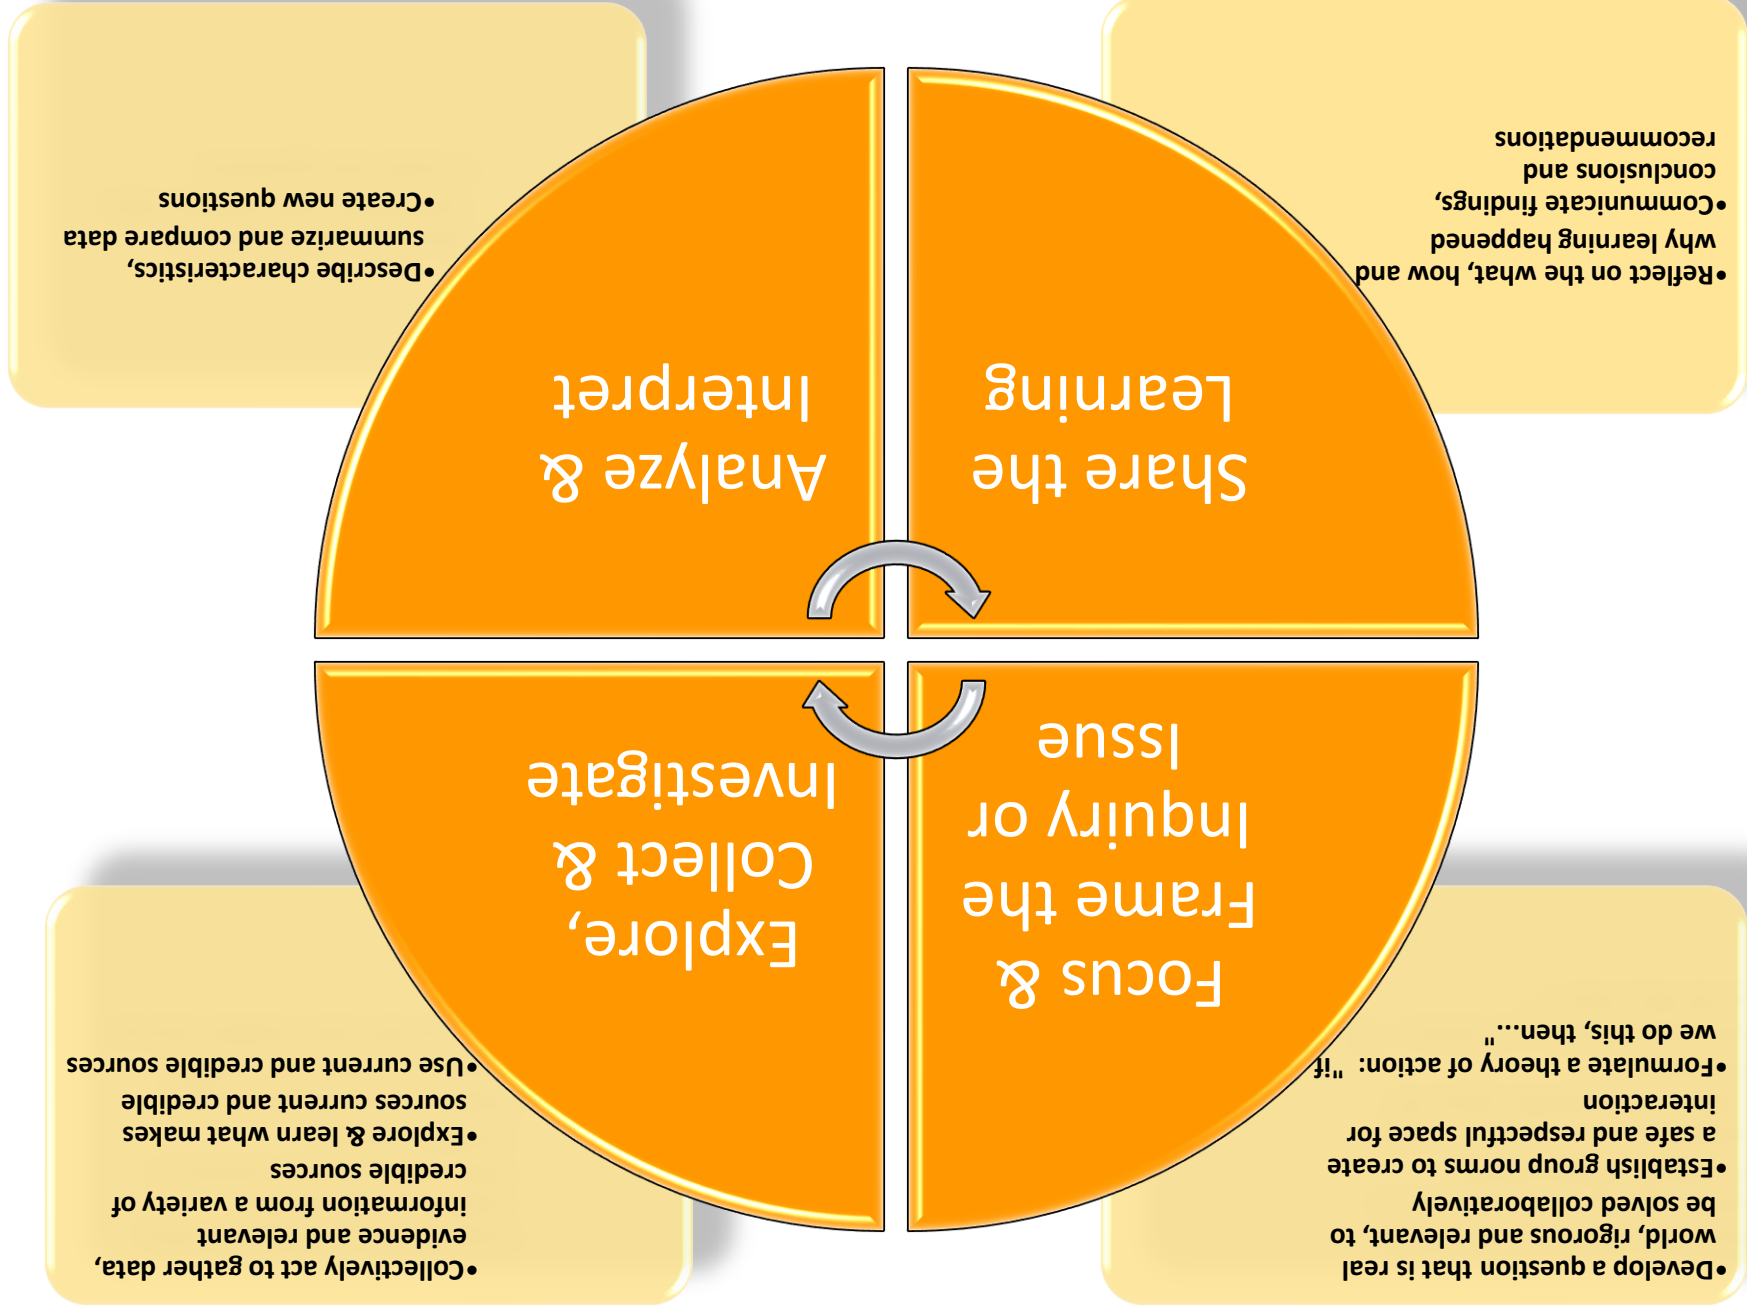 •Develop a question that is real
world, rigorous and relevant, to
be solved collaboratively
•Establish group norms to create
a safe and respectful space for
interaction
•Formulate a theory of action:  "if
we do this, then..."
Focus &
Frame the
Inquiry or
Issue
•Collectively act to gather data,
evidence and relevant
information from a variety of
credible sources
•Explore & learn what makes
sources current and credible
•Use current and credible sources
Explore,
Collect &
Investigate
Analyze &
Interpret
•Describe characteristics,
summarize and compare data
•Create new questions
Share the
Learning
•Reflect on the what, how and
why learning happened
•Communicate findings,
conclusions and
recommendations